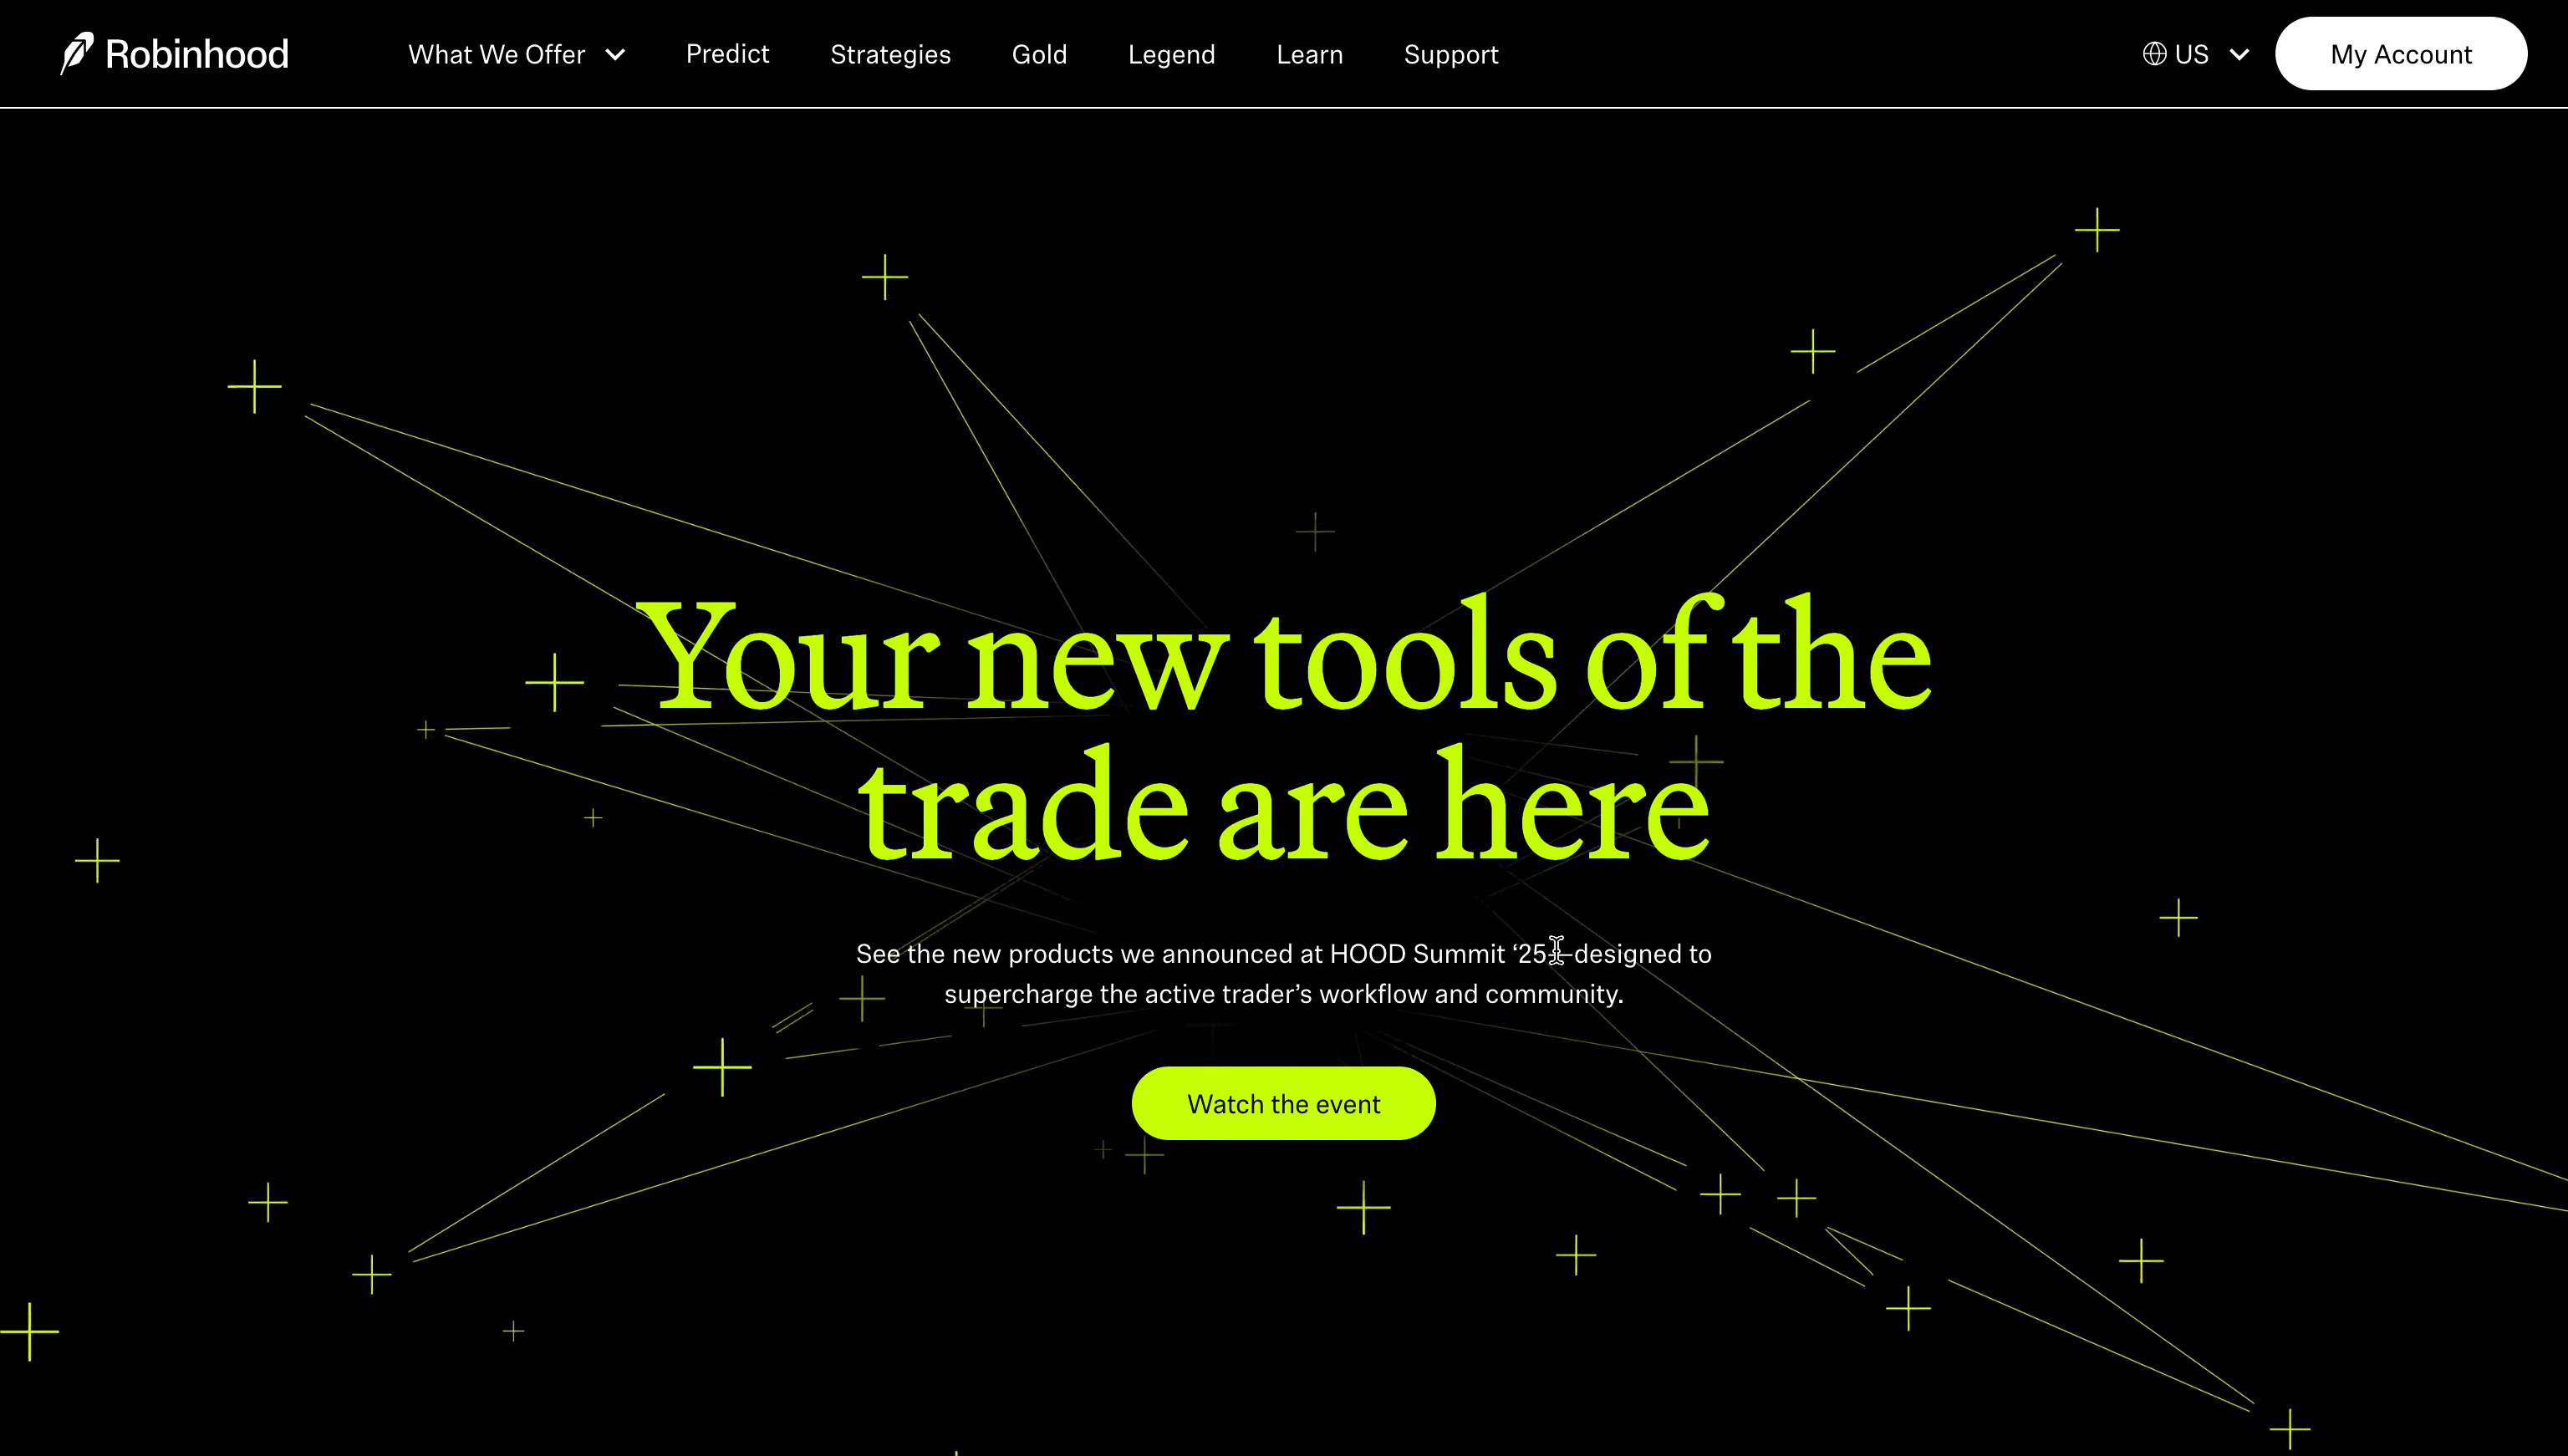 Robinhood
What We Offer
Predict
Strategies
Gold
Legend
Learn
Support
US
My Account
Your new tools of the
trade are here
See the new products we announced at HOOD Summit ‘25—designed to
supercharge the active trader’s workflow and community.
Watch the event